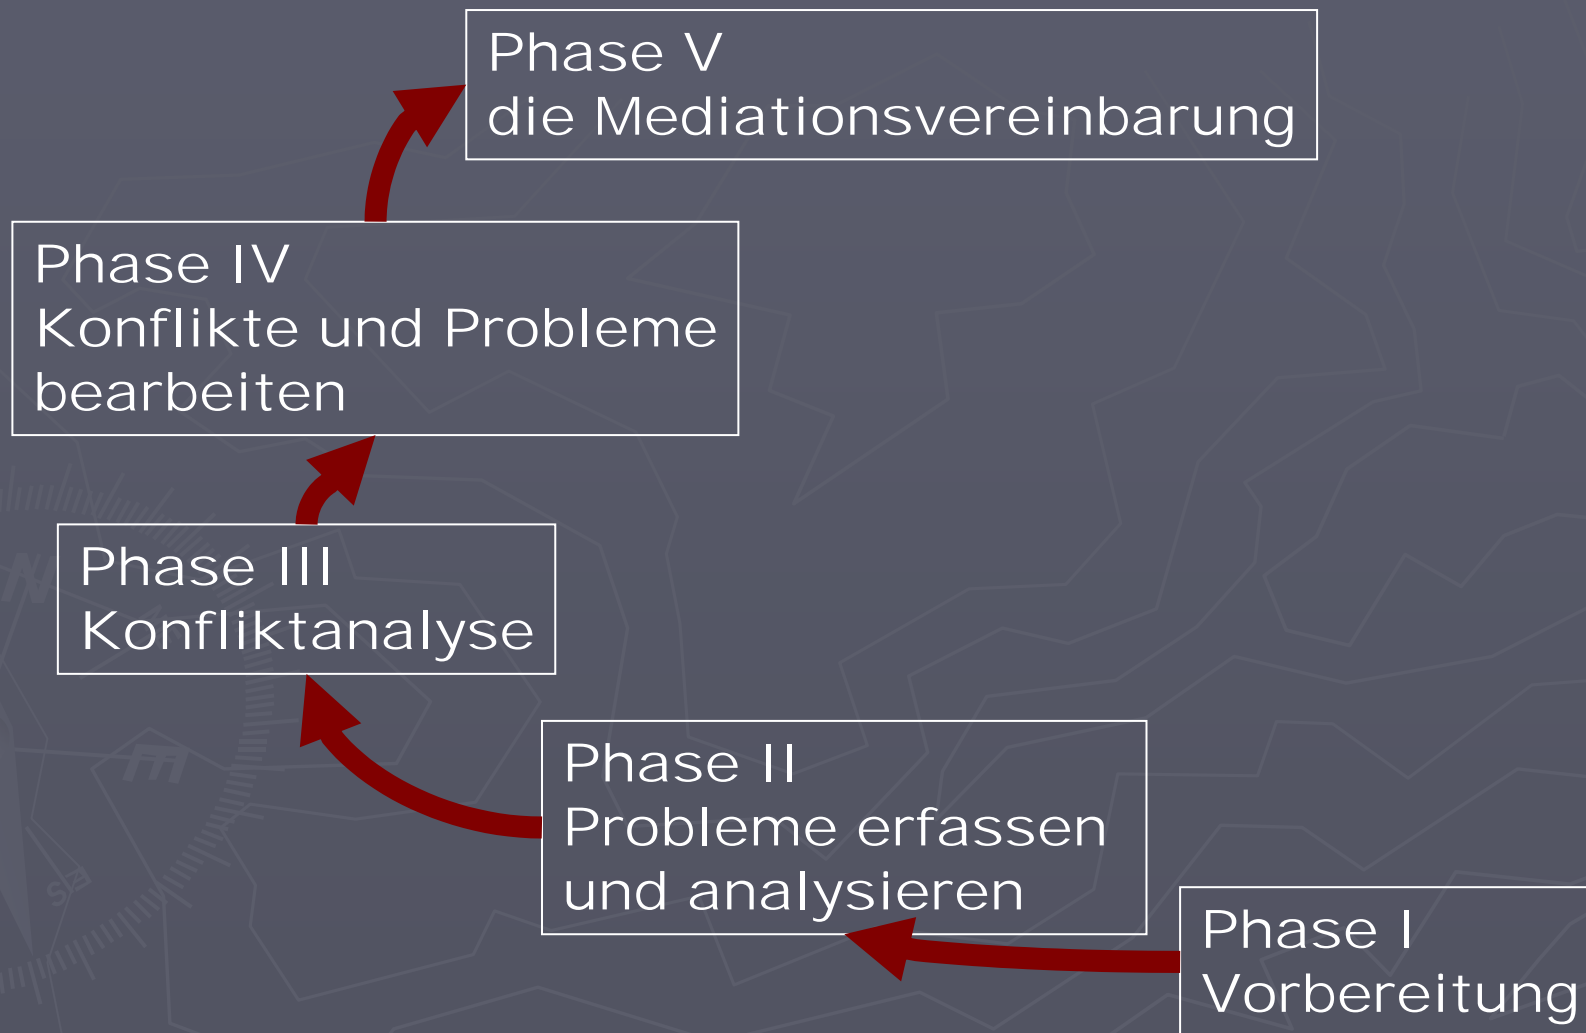 Phase V
die Mediationsvereinbarung
Phase IV
Konflikte und Probleme
bearbeiten
Phase III
Konfliktanalyse
Phase II
Probleme erfassen
und analysieren
Phase I
Vorbereitung
N
E
SE